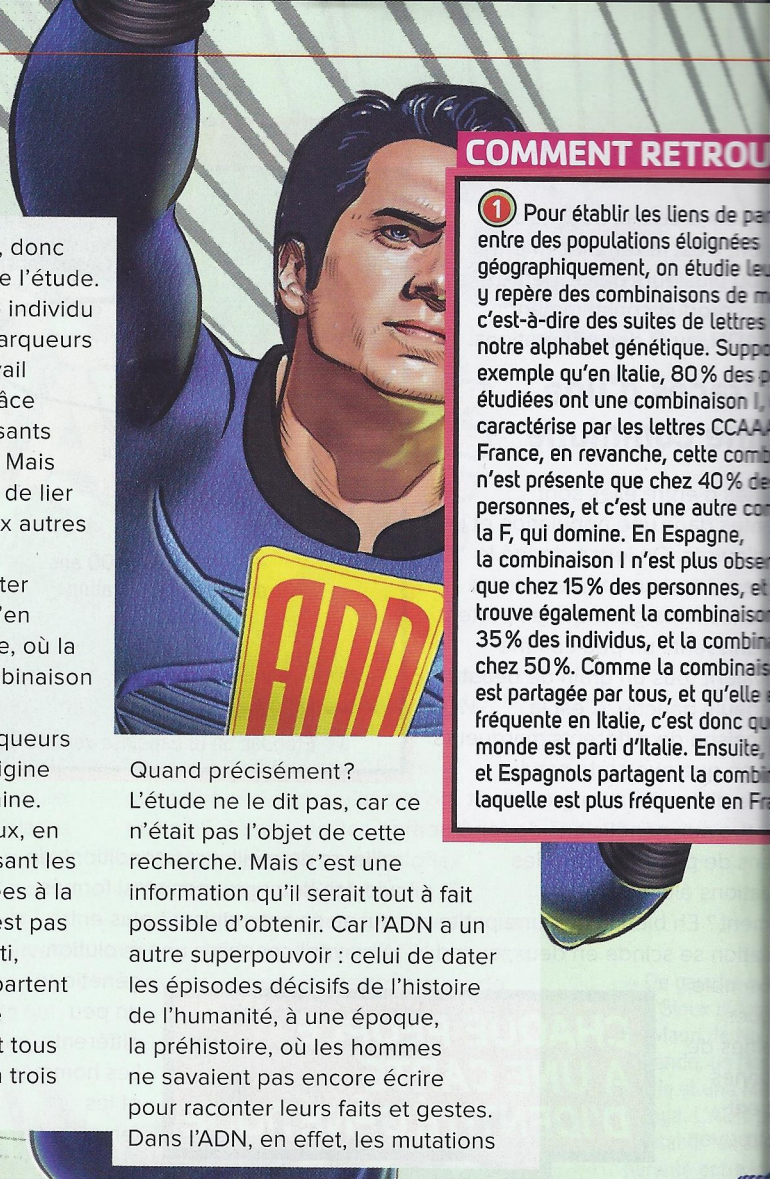 , donc
e l'étude.
individu
arqueurs
vail
âce
sants
Mais
de lier
x autres
ter
'en
e, où la
binaison
queurs
igine
ine.
ux, en
sant les
es à la
est pas
ti,
partent
t tous
trois
ADN
Quand précisément?
L'étude ne le dit pas, car ce
n'était pas l'objet de cette
recherche. Mais c'est une
information qu'il serait tout à fait
possible d'obtenir. Car l'ADN a un
autre superpouvoir : celui de dater
les épisodes décisifs de l'histoire
de l'humanité, à une époque,
la préhistoire, où les hommes
ne savaient pas encore écrire
pour raconter leurs faits et gestes.
Dans l'ADN, en effet, les mutations
COMMENT RETROU
1 Pour établir les liens de par
entre des populations éloignées
géographiquement, on étudie leu
y repère des combinaisons de m
c'est-à-dire des suites de lettres
notre alphabet génétique. Suppo
exemple qu'en Italie, 80 % des p
étudiées ont une combinaison I,
caractérise par les lettres CCAAA
France, en revanche, cette comb
n'est présente que chez 40 % de
personnes, et c'est une autre com
la F, qui domine. En Espagne,
la combinaison I n'est plus obser
que chez 15 % des personnes, et
trouve également la combinaiso
35 % des individus, et la combin
chez 50 %. Comme la combinais
est partagée par tous, et qu'elle e
fréquente en Italie, c'est donc qu
monde est parti d'Italie. Ensuite,
et Espagnols partagent la combin
laquelle est plus fréquente en Fra